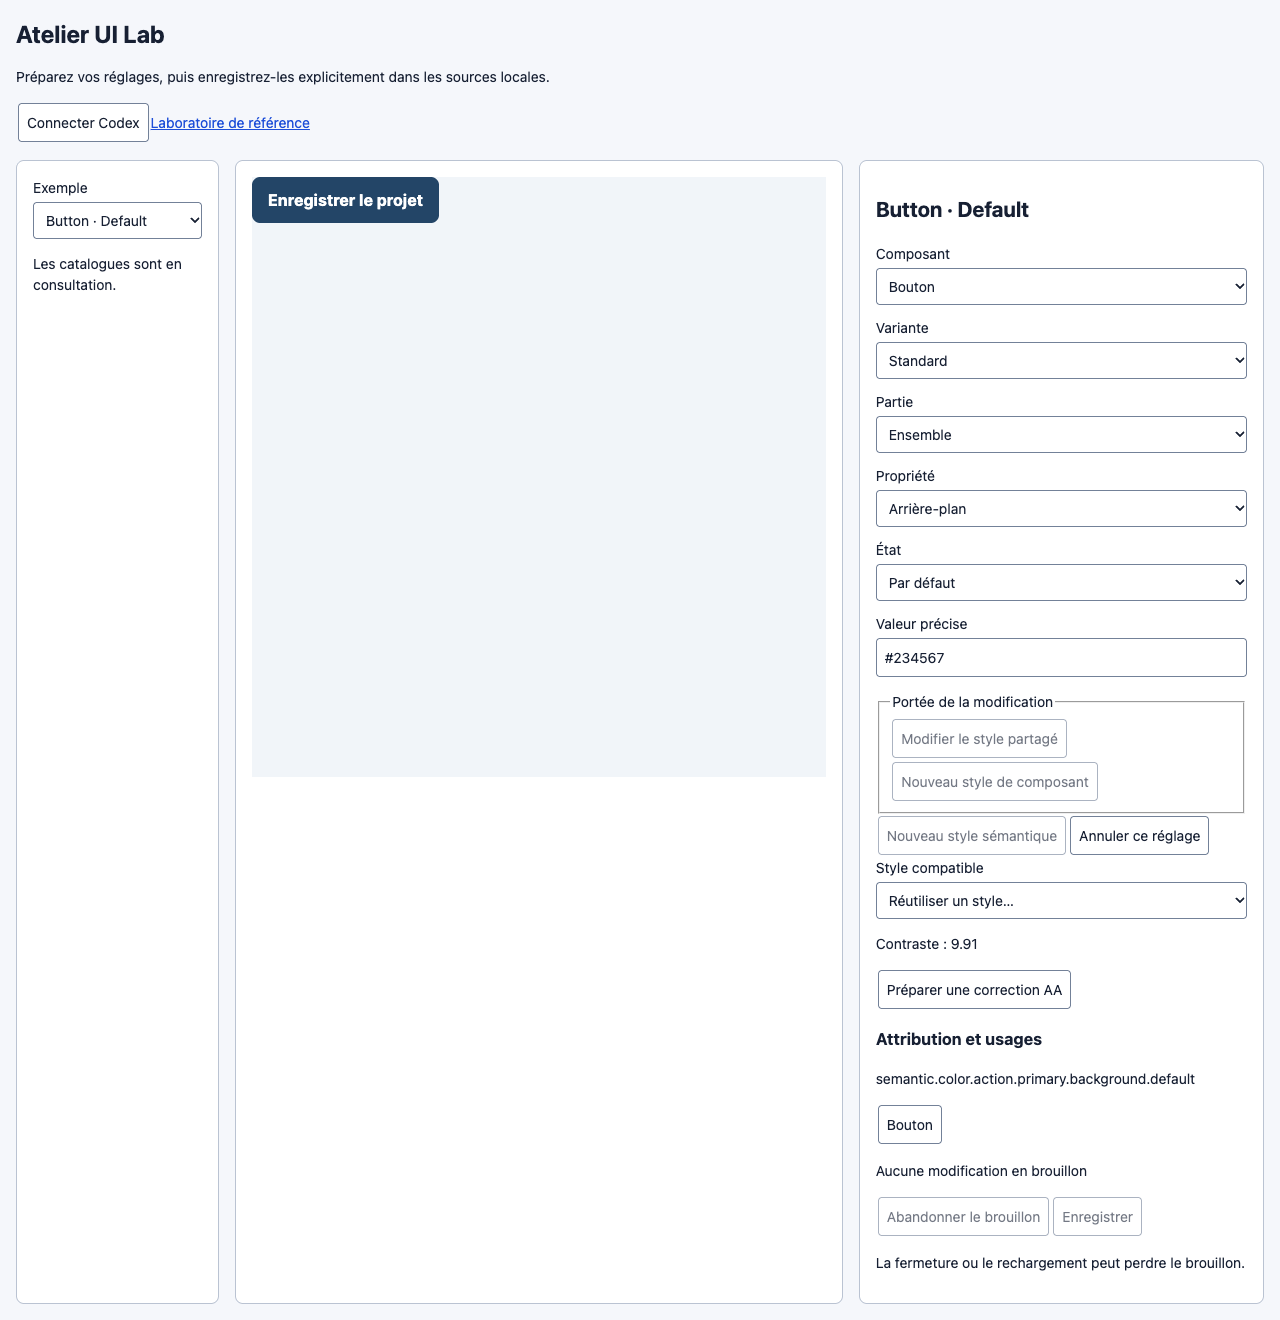 Atelier UI Lab
Préparez vos réglages, puis enregistrez-les explicitement dans les sources locales.
Connecter Codex
Laboratoire de référence
Exemple
Button · Default
Les catalogues sont en
consultation.
Enregistrer le projet
Button · Default
Composant
Bouton
Variante
Standard
Partie
Ensemble
Propriété
Arrière-plan
État
Par défaut
Valeur précise
#234567
Portée de la modification
Modifier le style partagé
Nouveau style de composant
Nouveau style sémantique
Annuler ce réglage
Style compatible
Réutiliser un style…
Contraste : 9.91
Préparer une correction AA
Attribution et usages
semantic.color.action.primary.background.default
Bouton
Aucune modification en brouillon
Abandonner le brouillon
Enregistrer
La fermeture ou le rechargement peut perdre le brouillon.